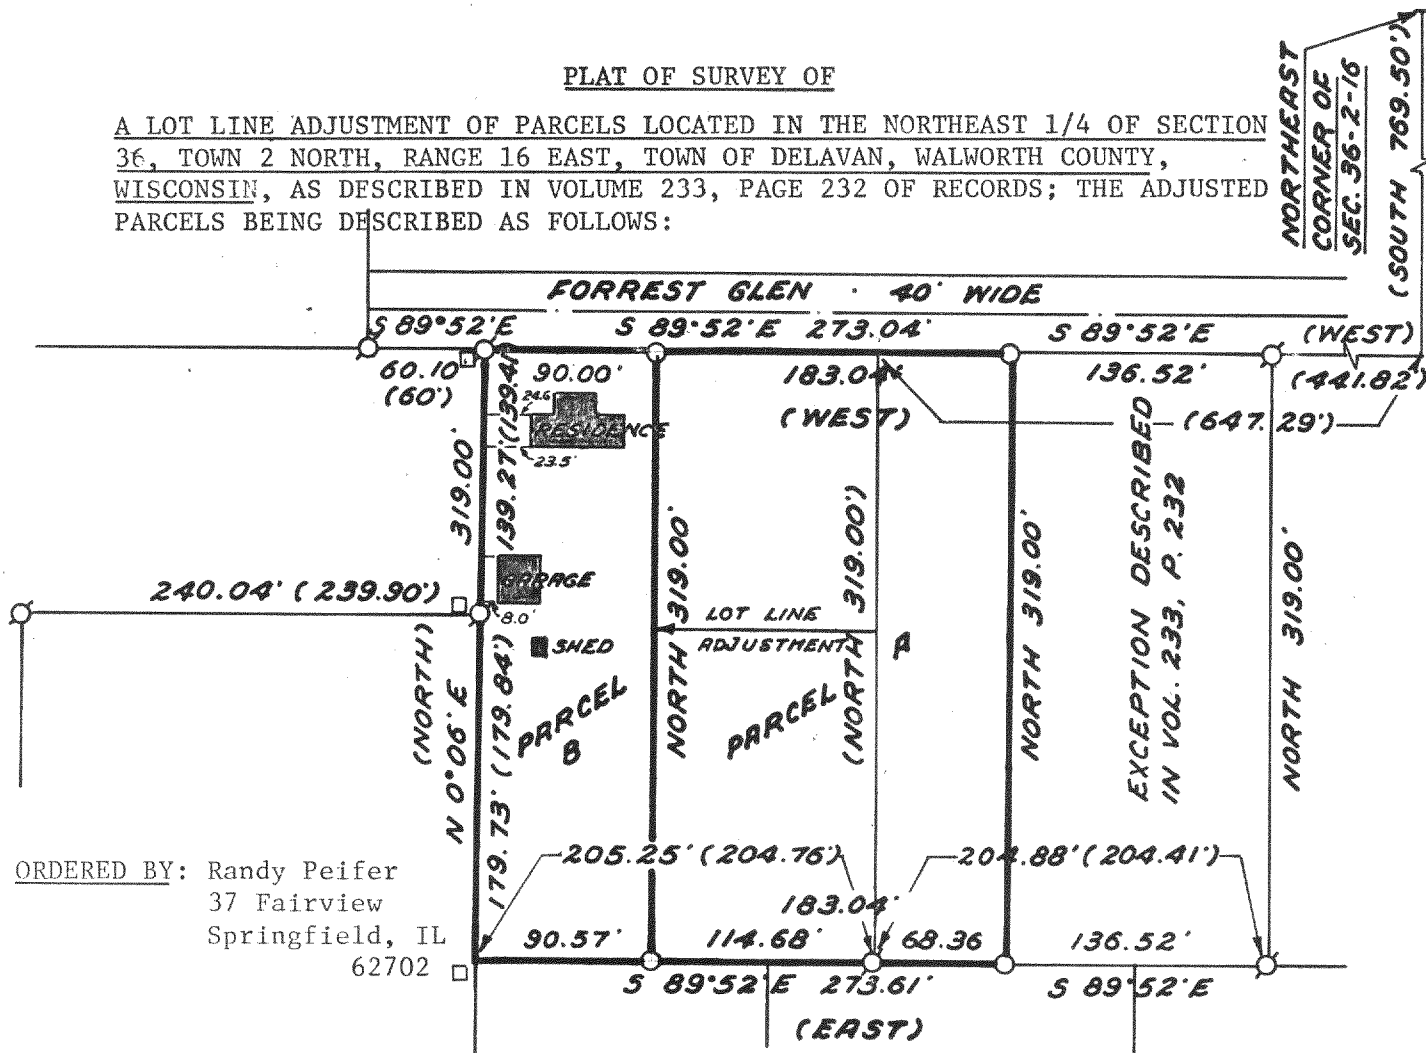 PLAT OF SURVEY OF
A LOT LINE ADJUSTMENT OF PARCELS LOCATED IN THE NORTHEAST 1/4 OF SECTION
36, TOWN 2 NORTH, RANGE 16 EAST, TOWN OF DELAVAN, WALWORTH COUNTY,
WISCONSIN, AS DESCRIBED IN VOLUME 233, PAGE 232 OF RECORDS; THE ADJUSTED
PARCELS BEING DESCRIBED AS FOLLOWS:
NORTHEAST
CORNER OF
SEC. 36-2-16
(SOUTH 769.50')
FORREST GLEN · 40' WIDE
S 89°52'E
S 89°52'E 273.04'
S 89°52'E
(WEST)
60.10
(60')
90.00'
183.04'
136.52'
(441.82')
(WEST)
(647.29')
24.6
RESIDENCE
23.5'
319.00'
139.27' (139.41')
GARAGE
8.0'
240.04' (239.90')
SHED
LOT LINE
ADJUSTMENT
PARCEL
B
PARCEL
A
NORTH 319.00'
(NORTH 319.00')
NORTH 319.00'
EXCEPTION DESCRIBED
IN VOL. 233, P. 232
NORTH 319.00'
(NORTH)
N 0°06'E
179.73' (179.84')
205.25' (204.76')
204.88' (204.41')
183.04'
90.57'
114.68'
68.36
136.52'
S 89°52'E 273.61'
S 89°52'E
(EAST)
ORDERED BY: Randy Peifer
37 Fairview
Springfield, IL
62702